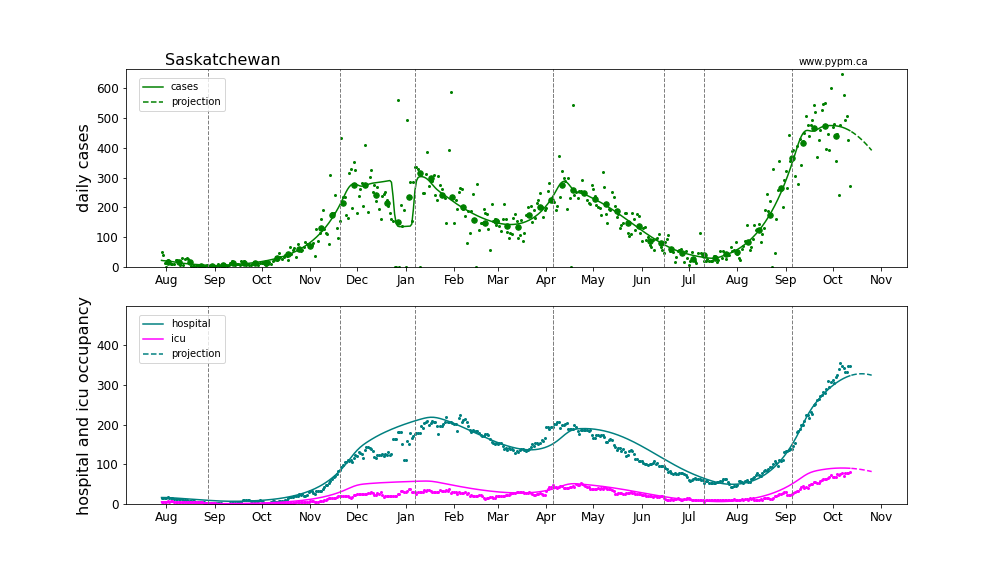 Saskatchewan
www.pypm.ca
daily cases
600
500
400
300
200
100
0
cases
projection
Aug Sep Oct Nov Dec Jan Feb Mar Apr May Jun Jul Aug Sep Oct Nov
hospital and icu occupancy
400
300
200
100
0
hospital
icu
projection
Aug Sep Oct Nov Dec Jan Feb Mar Apr May Jun Jul Aug Sep Oct Nov